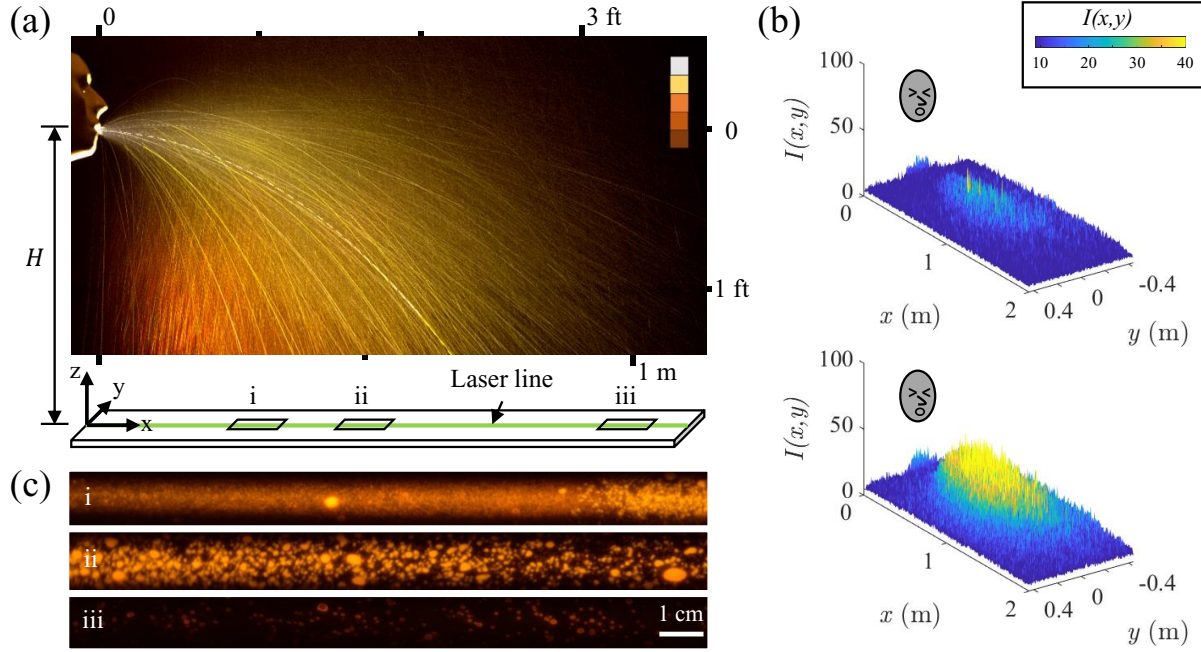 (a)
0
3 ft
0
1 ft
H
1 m
z
y
x
i
ii
iii
Laser line
(b)
I(x,y)
10 20 30 40
100
50
0
I(x,y)
0
1
2
x (m)
0.4
0
-0.4
y (m)
100
50
0
I(x,y)
0
1
2
x (m)
0.4
0
-0.4
y (m)
(c)
i
ii
iii
1 cm